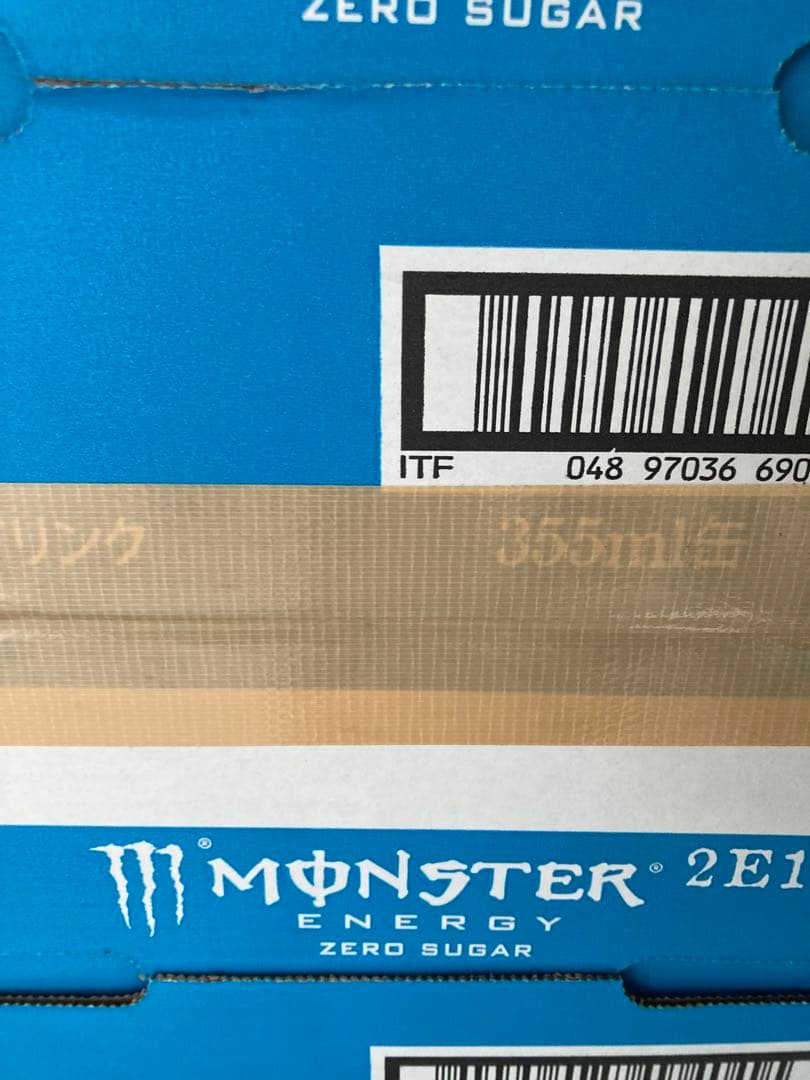 ZERO SUGAR
ITF 048 97036 690
リンク 355ml缶
MONSTER® 2E1
ENERGY
ZERO SUGAR